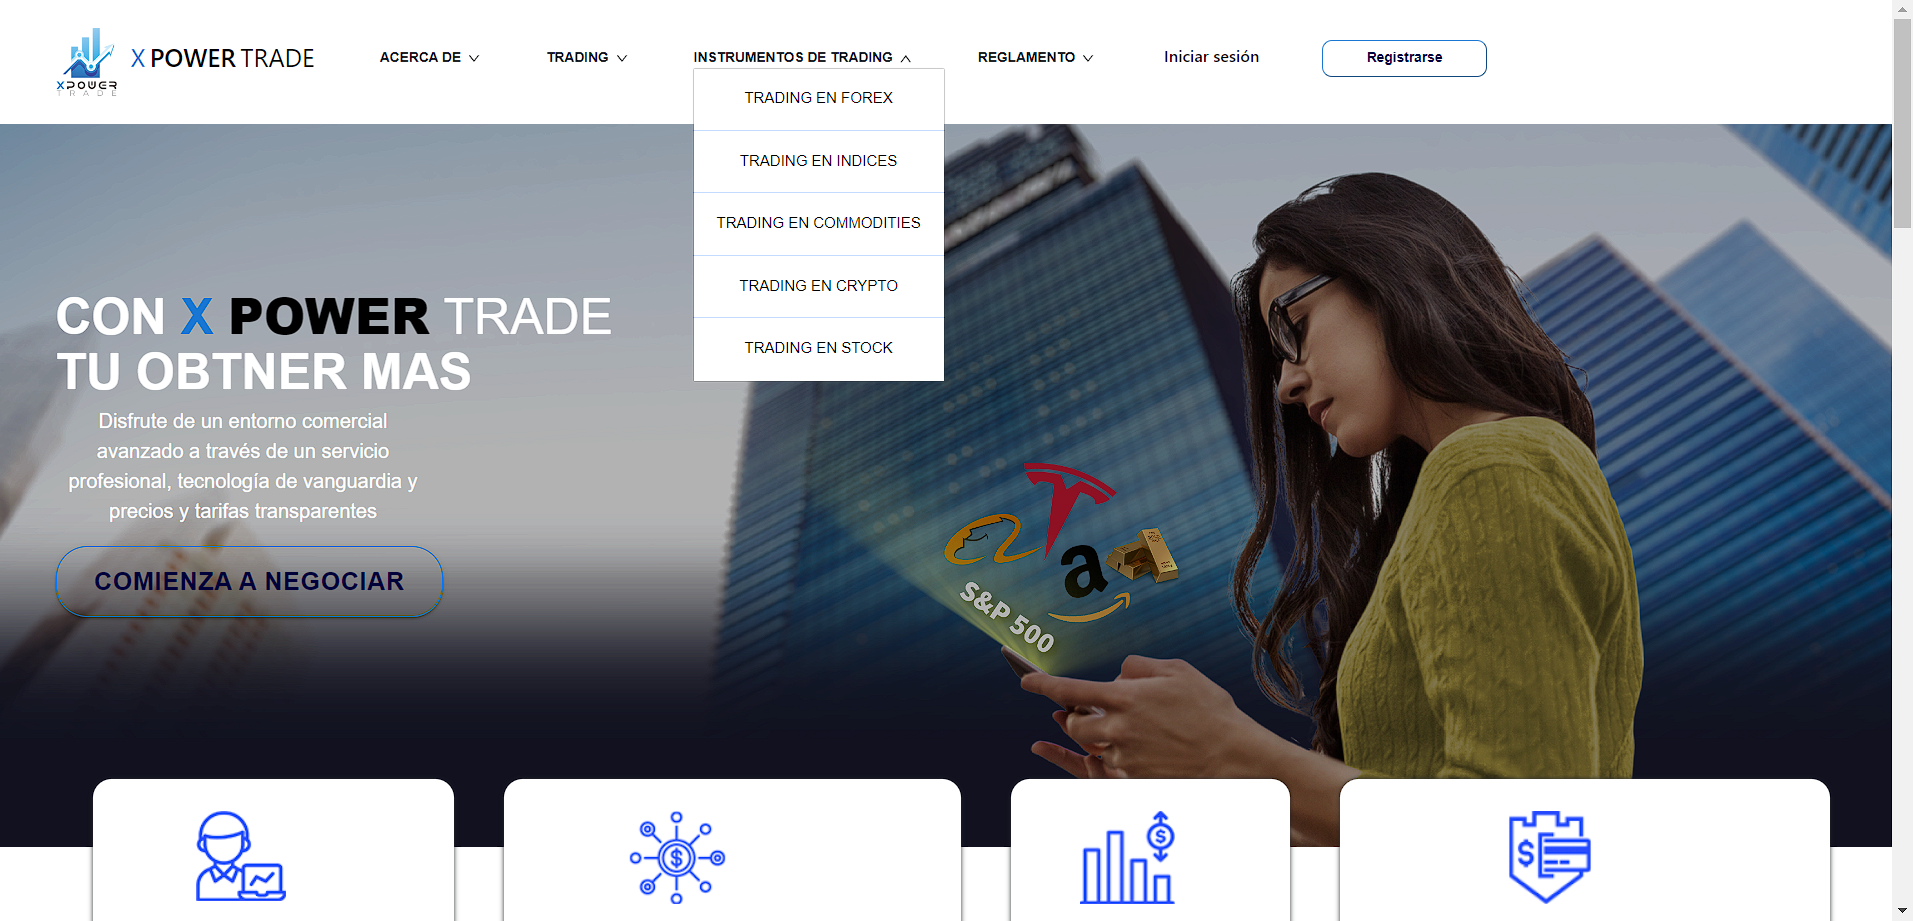 XPOWER
TRADE
X POWER TRADE
ACERCA DE
TRADING
INSTRUMENTOS DE TRADING
REGLAMENTO
Iniciar sesión
Registrarse
TRADING EN FOREX
TRADING EN INDICES
TRADING EN COMMODITIES
TRADING EN CRYPTO
TRADING EN STOCK
CON X POWER TRADE
TU OBTNER MAS
Disfrute de un entorno comercial
avanzado a través de un servicio
profesional, tecnología de vanguardia y
precios y tarifas transparentes
COMIENZA A NEGOCIAR
a
S&P 500
$
$
$